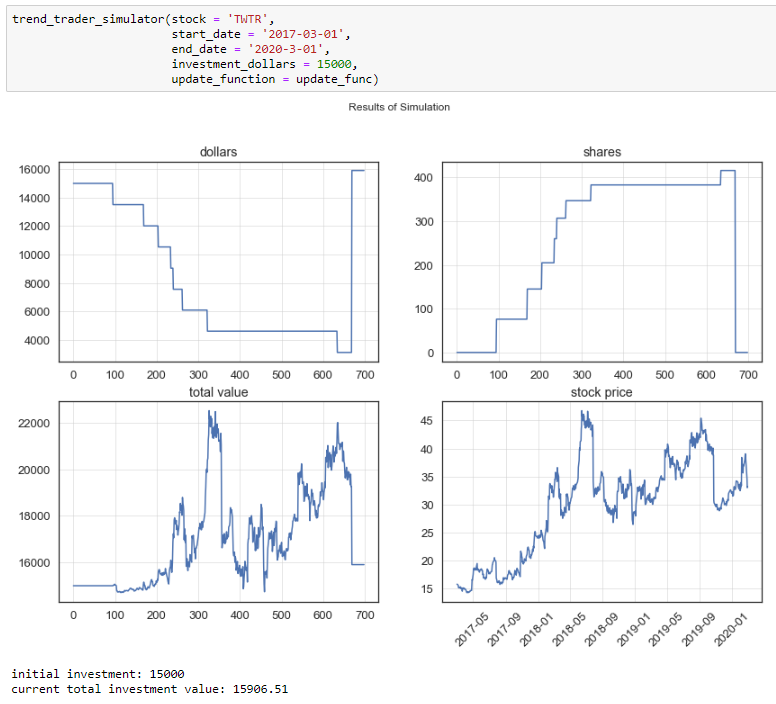 trend_trader_simulator(stock = 'TWTR',
start_date = '2017-03-01',
end_date = '2020-3-01',
investment_dollars = 15000,
update_function = update_func)
Results of Simulation
dollars
16000
14000
12000
10000
8000
6000
4000
0 100 200 300 400 500 600 700
shares
400
300
200
100
0
0 100 200 300 400 500 600 700
total value
22000
20000
18000
16000
0 100 200 300 400 500 600 700
stock price
45
40
35
30
25
20
15
2017-05 2017-09 2018-01 2018-05 2018-09 2019-01 2019-05 2019-09 2020-01
initial investment: 15000
current total investment value: 15906.51